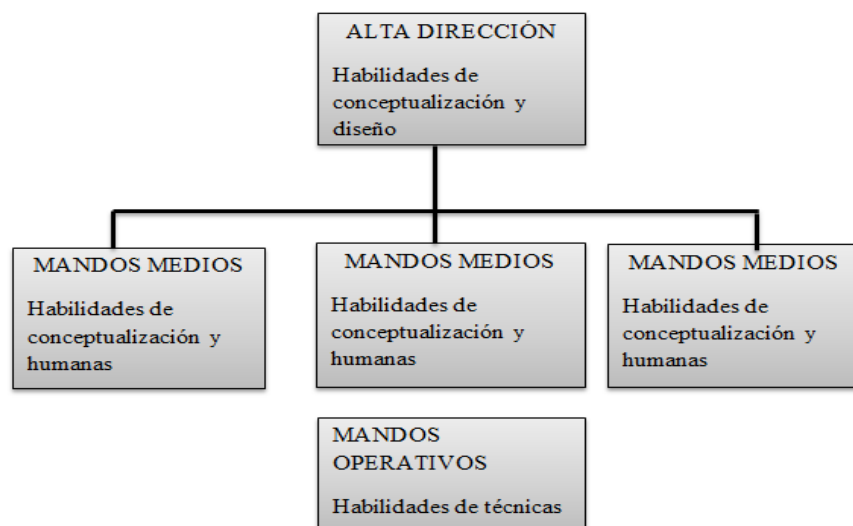 ALTA DIRECCIÓN
Habilidades de
conceptualización y
diseño
MANDOS MEDIOS
Habilidades de
conceptualización y
humanas
MANDOS MEDIOS
Habilidades de
conceptualización y
humanas
MANDOS MEDIOS
Habilidades de
conceptualización y
humanas
MANDOS
OPERATIVOS
Habilidades de técnicas